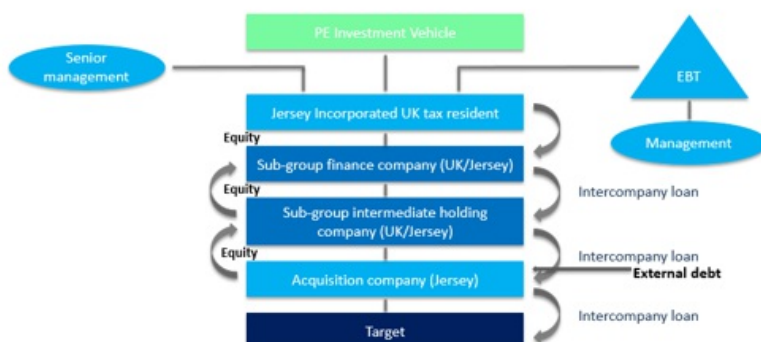 PE Investment Vehicle
Senior
management
EBT
Jersey Incorporated UK tax resident
Equity
Management
Sub-group finance company (UK/Jersey)
Equity
Intercompany loan
Sub-group intermediate holding
company (UK/Jersey)
Equity
Intercompany loan
External debt
Acquisition company (Jersey)
Intercompany loan
Target